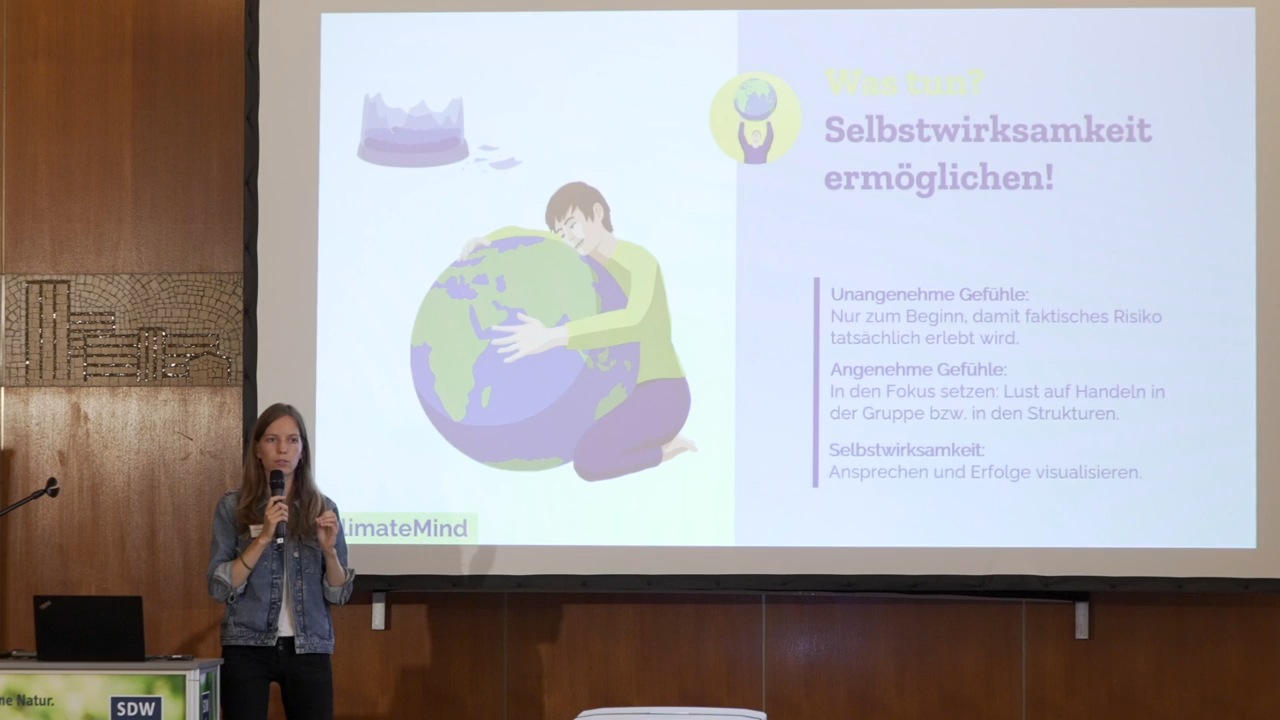 Was tun?
Selbstwirksamkeit
ermöglichen!
Unangenehme Gefühle:
Nur zum Beginn, damit faktisches Risiko
tatsächlich erlebt wird.
Angenehme Gefühle:
In den Fokus setzen: Lust auf Handeln in
der Gruppe bzw. in den Strukturen.
Selbstwirksamkeit:
Ansprechen und Erfolge visualisieren.
limateMind
ne Natur.
SDW